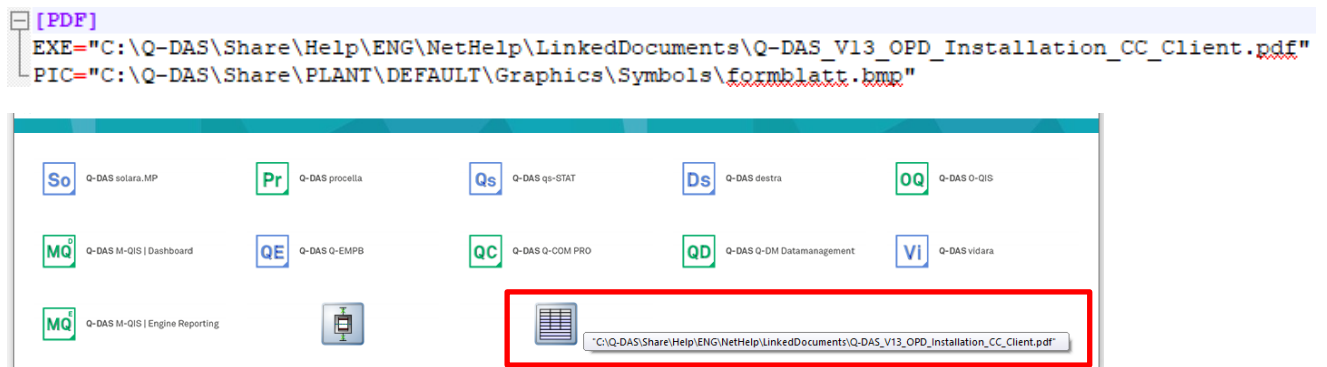 [PDF]
EXE="C:\Q-DAS\Share\Help\ENG\NetHelp\LinkedDocuments\Q-DAS_V13_OPD_Installation_CC_Client.pdf"
PIC="C:\Q-DAS\Share\PLANT\DEFAULT\Graphics\Symbols\formblatt.bmp"
So Q-DAS solara.MP
Pr Q-DAS procella
Qs Q-DAS qs-STAT
Ds Q-DAS destra
OQ Q-DAS O-QIS
MQD Q-DAS M-QIS | Dashboard
QE Q-DAS Q-EMPB
QC Q-DAS Q-COM PRO
QD Q-DAS Q-DM Datamanagement
Vi Q-DAS vidara
MQE Q-DAS M-QIS | Engine Reporting
"C:\Q-DAS\Share\Help\ENG\NetHelp\LinkedDocuments\Q-DAS_V13_OPD_Installation_CC_Client.pdf"